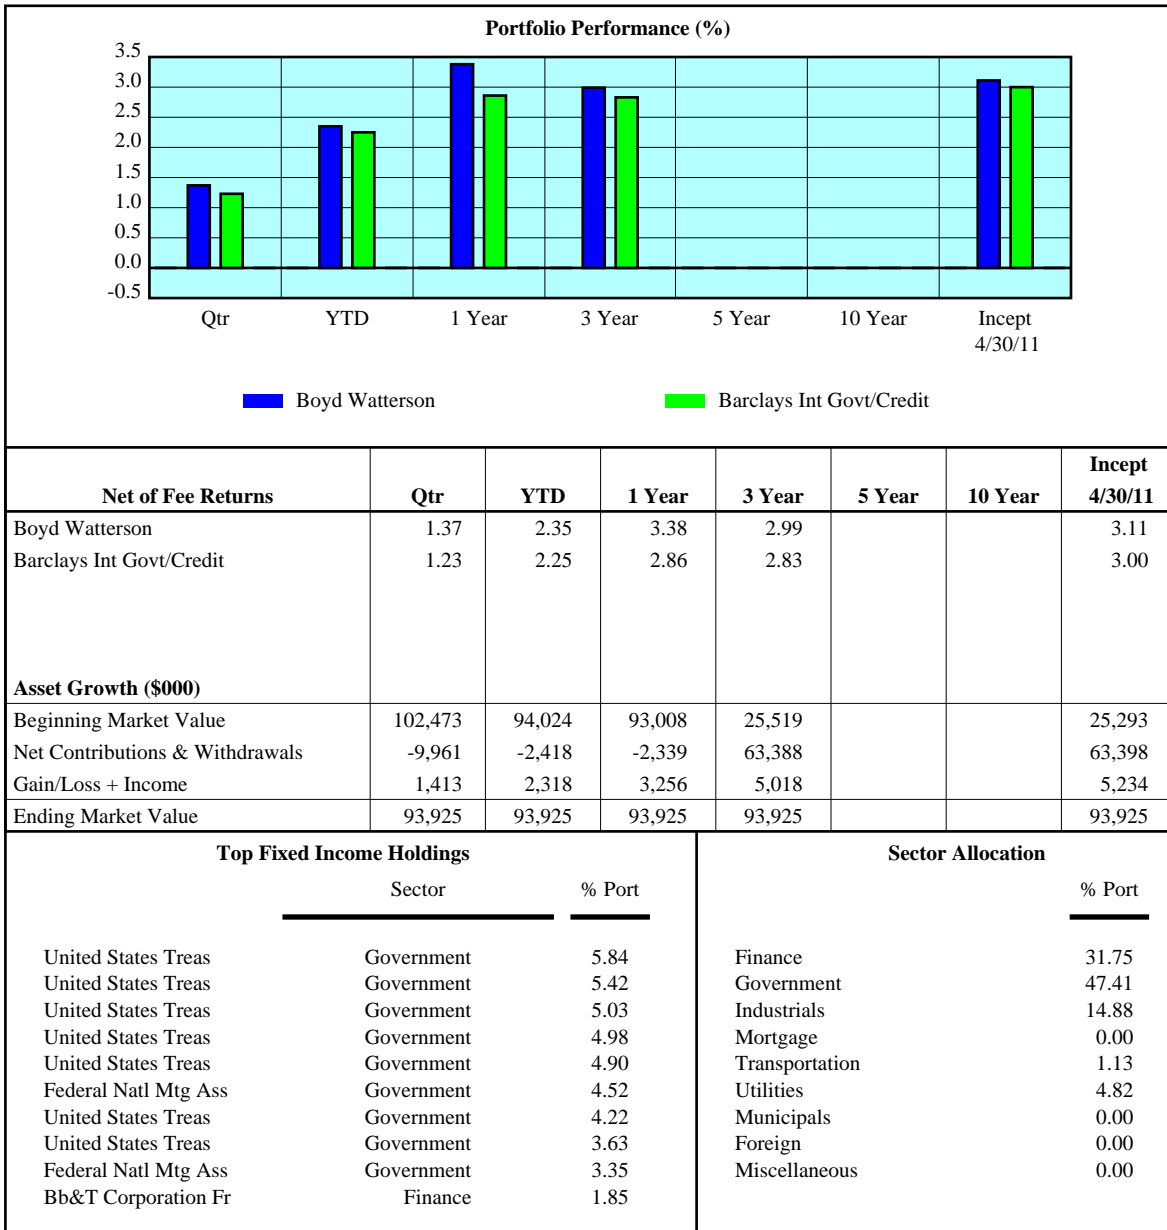 Portfolio Performance (%)
3.5
3.0
2.5
2.0
1.5
1.0
0.5
0.0
-0.5
Qtr YTD 1 Year 3 Year 5 Year 10 Year Incept
4/30/11
Boyd Watterson Barclays Int Govt/Credit
Incept
Net of Fee Returns Qtr YTD 1 Year 3 Year 5 Year 10 Year 4/30/11
Boyd Watterson 1.37 2.35 3.38 2.99 3.11
Barclays Int Govt/Credit 1.23 2.25 2.86 2.83 3.00
Asset Growth ($000)
Beginning Market Value 102,473 94,024 93,008 25,519 25,293
Net Contributions & Withdrawals -9,961 -2,418 -2,339 63,388 63,398
Gain/Loss + Income 1,413 2,318 3,256 5,018 5,234
Ending Market Value 93,925 93,925 93,925 93,925 93,925
Top Fixed Income Holdings
Sector % Port
United States Treas Government 5.84
United States Treas Government 5.42
United States Treas Government 5.03
United States Treas Government 4.98
United States Treas Government 4.90
Federal Natl Mtg Ass Government 4.52
United States Treas Government 4.22
United States Treas Government 3.63
Federal Natl Mtg Ass Government 3.35
Bb&T Corporation Fr Finance 1.85
Sector Allocation
% Port
Finance 31.75
Government 47.41
Industrials 14.88
Mortgage 0.00
Transportation 1.13
Utilities 4.82
Municipals 0.00
Foreign 0.00
Miscellaneous 0.00